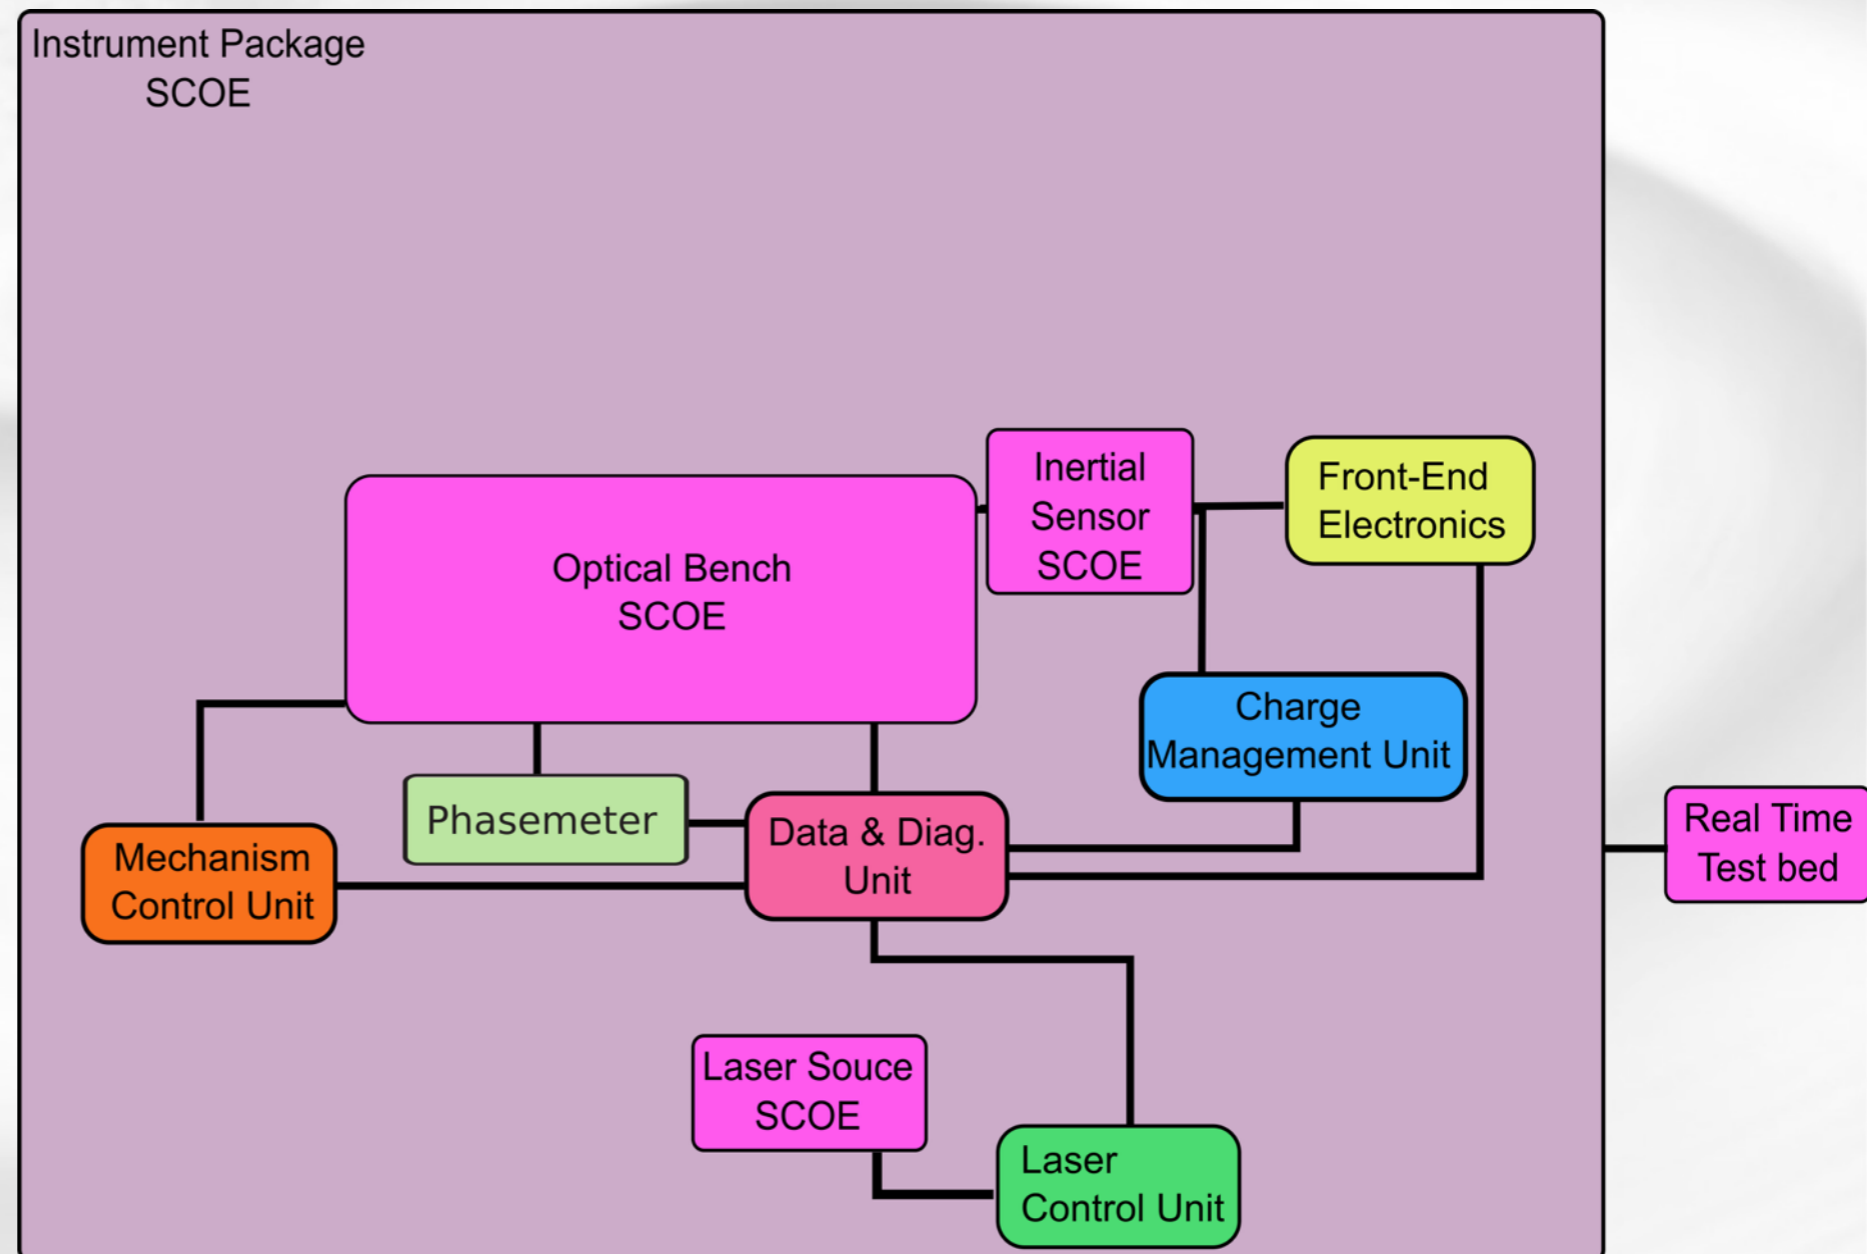 Instrument Package
SCOE
Inertial
Sensor
SCOE
Front-End
Electronics
Optical Bench
SCOE
Charge
Management Unit
Phasemeter
Data & Diag.
Unit
Mechanism
Control Unit
Real Time
Test bed
Laser Souce
SCOE
Laser
Control Unit